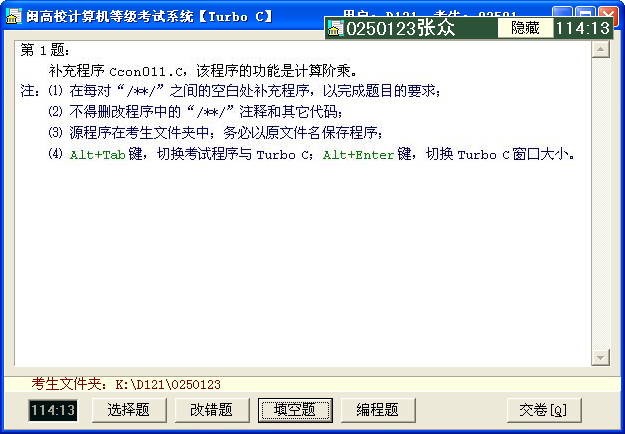 闽高校计算机等级考试系统【Turbo C】
0250123张众 隐藏 114:13
第 1 题：
补充程序 Ccon011.C，该程序的功能是计算阶乘。
注： (1) 在每对“/**/”之间的空白处补充程序，以完成题目的要求；
(2) 不得删改程序中的“/**/”注释和其它代码；
(3) 源程序在考生文件夹中；务必以原文件名保存程序；
(4) Alt+Tab 键，切换考试程序与 Turbo C；Alt+Enter 键，切换 Turbo C 窗口大小。
考生文件夹：K:\D121\0250123
114:13 选择题 改错题 填空题 编程题 交卷[Q]